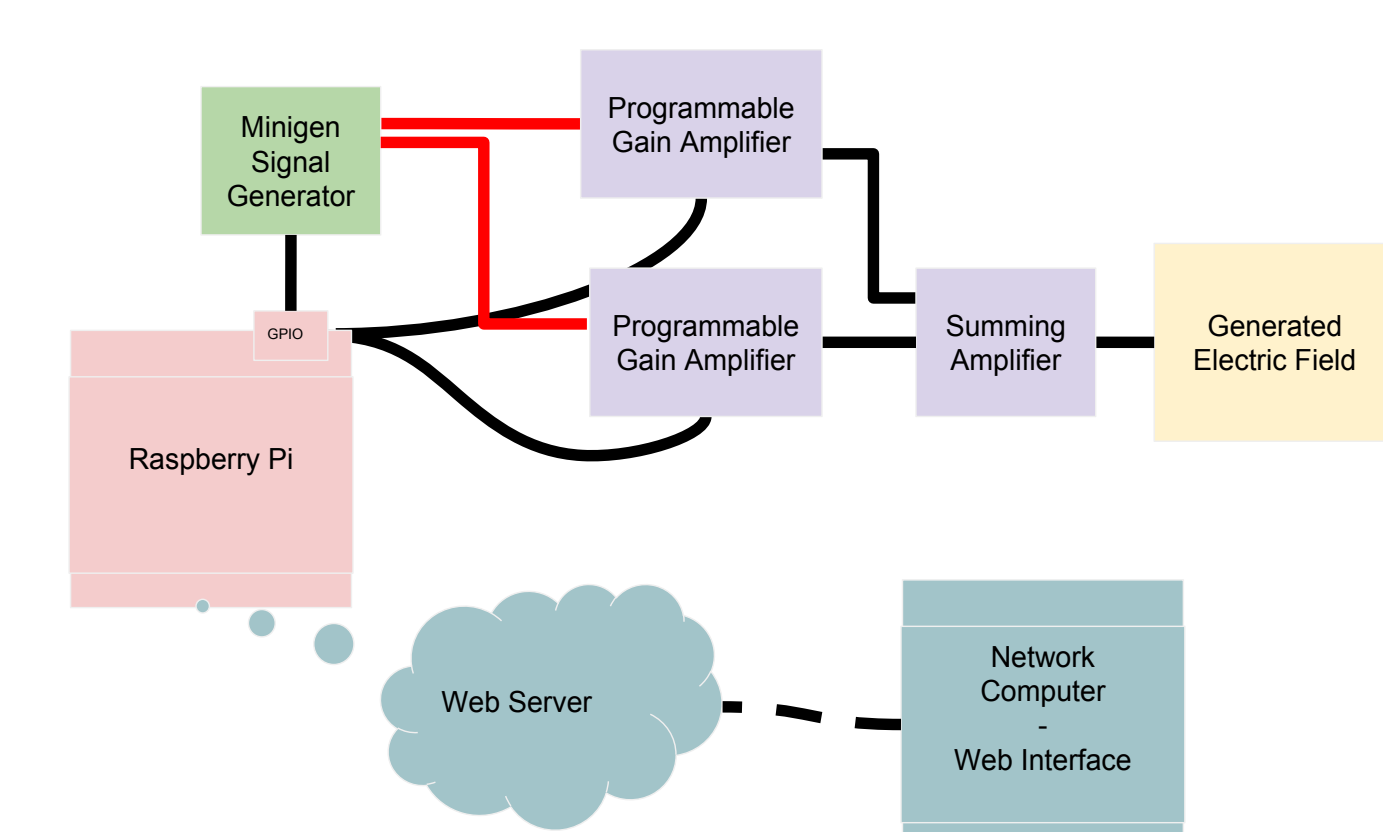 Programmable
Gain Amplifier
Minigen
Signal
Generator
GPIO
Programmable
Gain Amplifier
Summing
Amplifier
Generated
Electric Field
Raspberry Pi
Web Server
Network
Computer
-
Web Interface